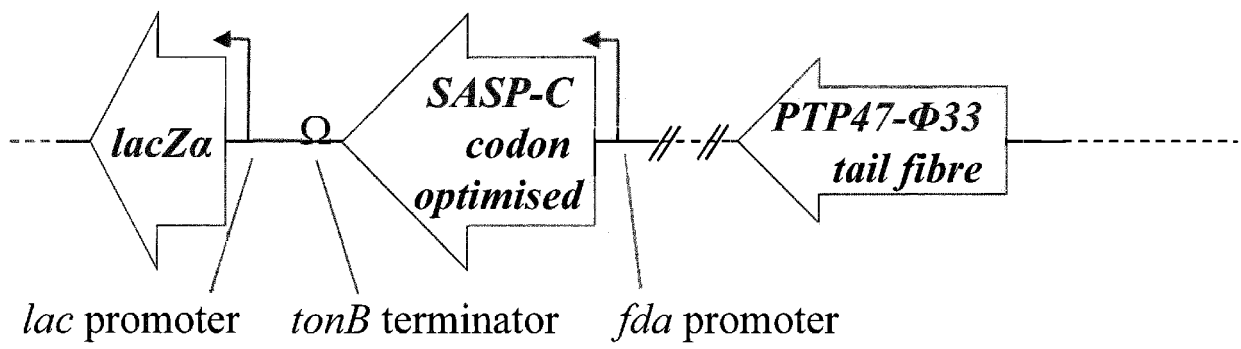 lacZα
SASP-C
codon
optimised
PTP47-Φ33
tail fibre
Ω
lac promoter
tonB terminator
fda promoter